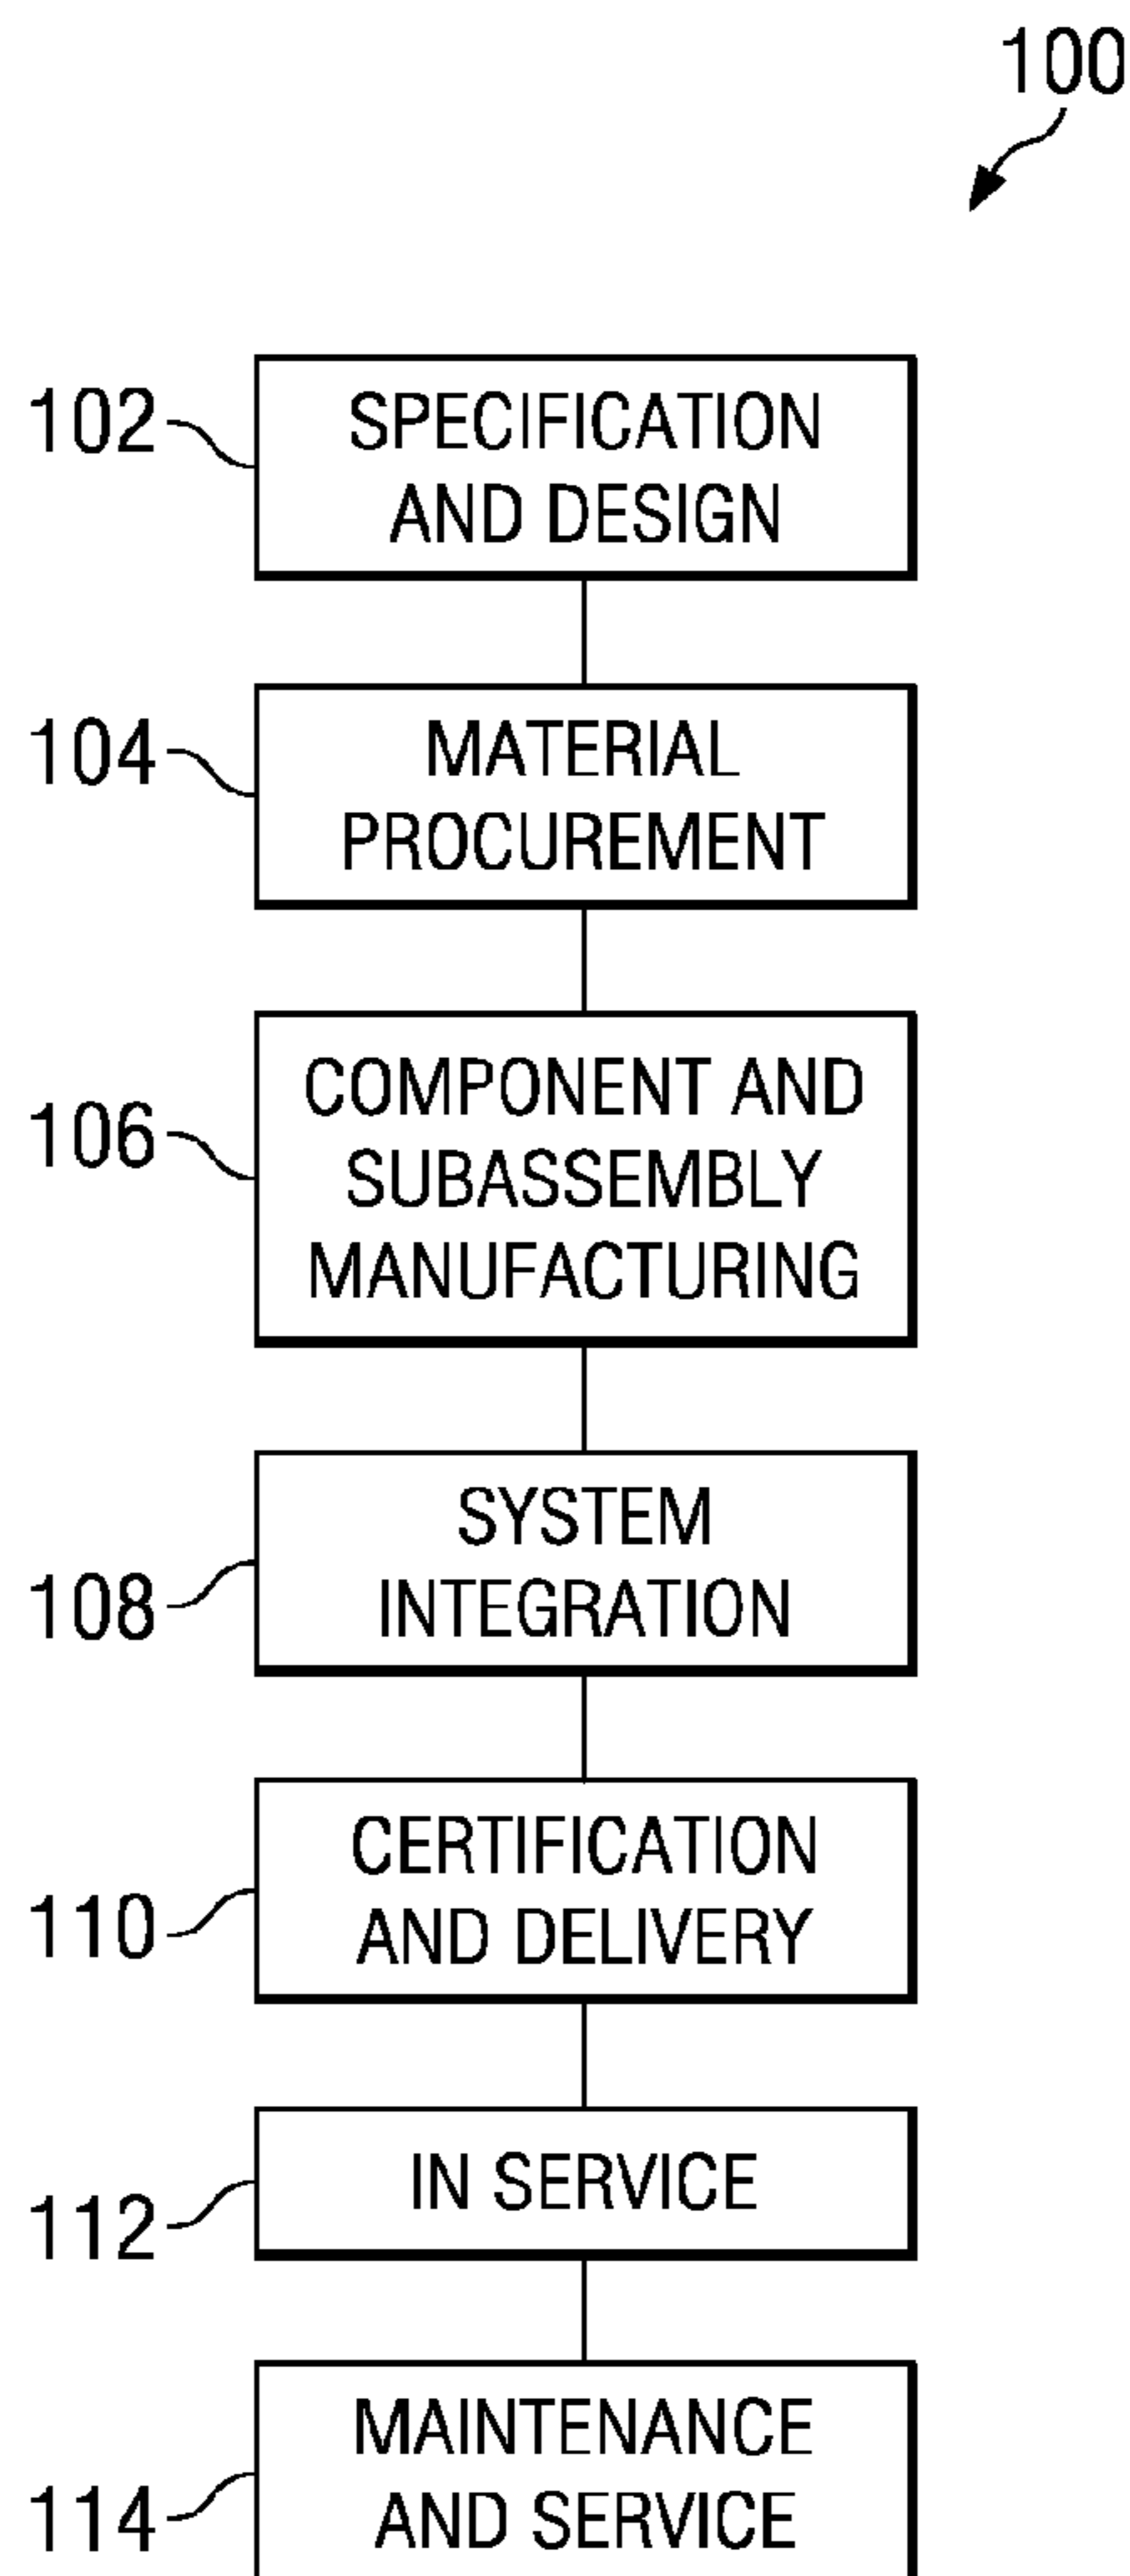 100
102
SPECIFICATION
AND DESIGN
104
MATERIAL
PROCUREMENT
106
COMPONENT AND
SUBASSEMBLY
MANUFACTURING
108
SYSTEM
INTEGRATION
110
CERTIFICATION
AND DELIVERY
112
IN SERVICE
114
MAINTENANCE
AND SERVICE